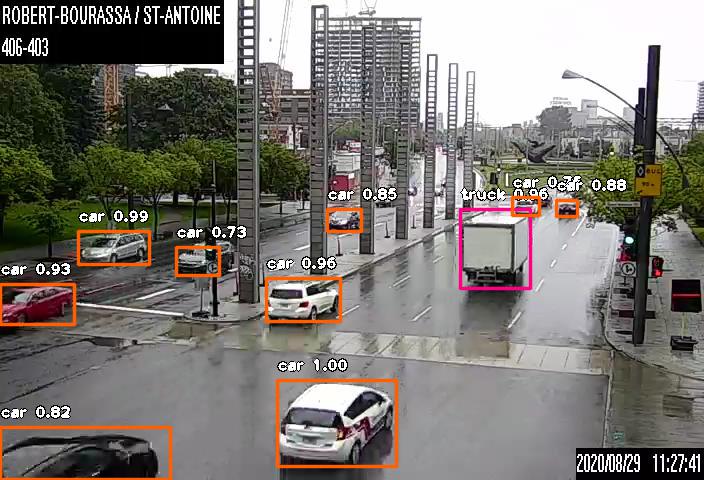 ROBERT-BOURASSA / ST-ANTOINE
406-403
car 0.99
car 0.73
car 0.85
truck 0.96
car 0.88
car 0.93
car 0.96
car 1.00
car 0.82
2020/08/29 11:27:41